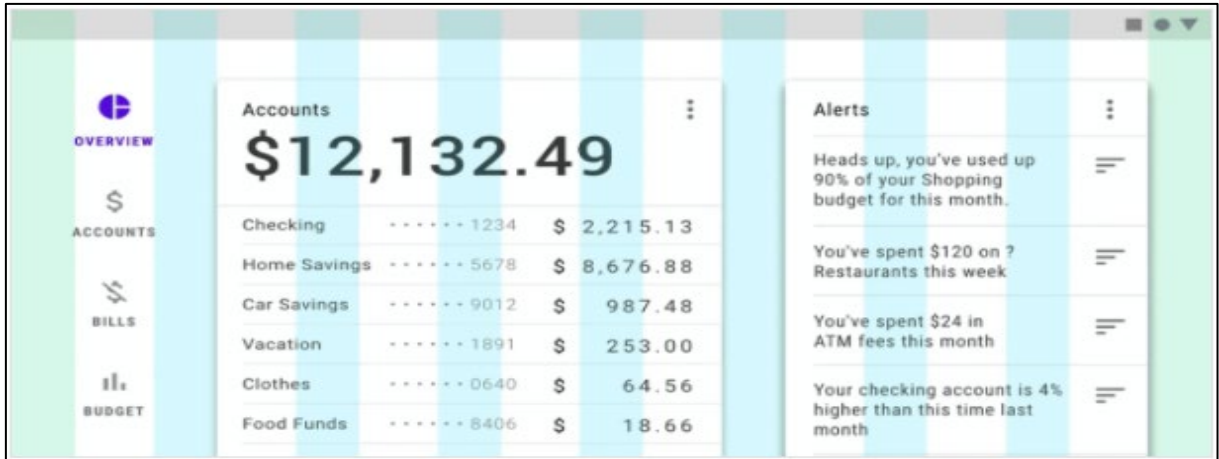 OVERVIEW
ACCOUNTS
BILLS
BUDGET
Accounts
$12,132.49
Checking ······1234 $ 2,215.13
Home Savings ······5678 $ 8,676.88
Car Savings ······9012 $ 987.48
Vacation ······1891 $ 253.00
Clothes ······0640 $ 64.56
Food Funds ······8406 $ 18.66
Alerts
Heads up, you've used up
90% of your Shopping
budget for this month.
You've spent $120 on ?
Restaurants this week
You've spent $24 in
ATM fees this month
Your checking account is 4%
higher than this time last
month